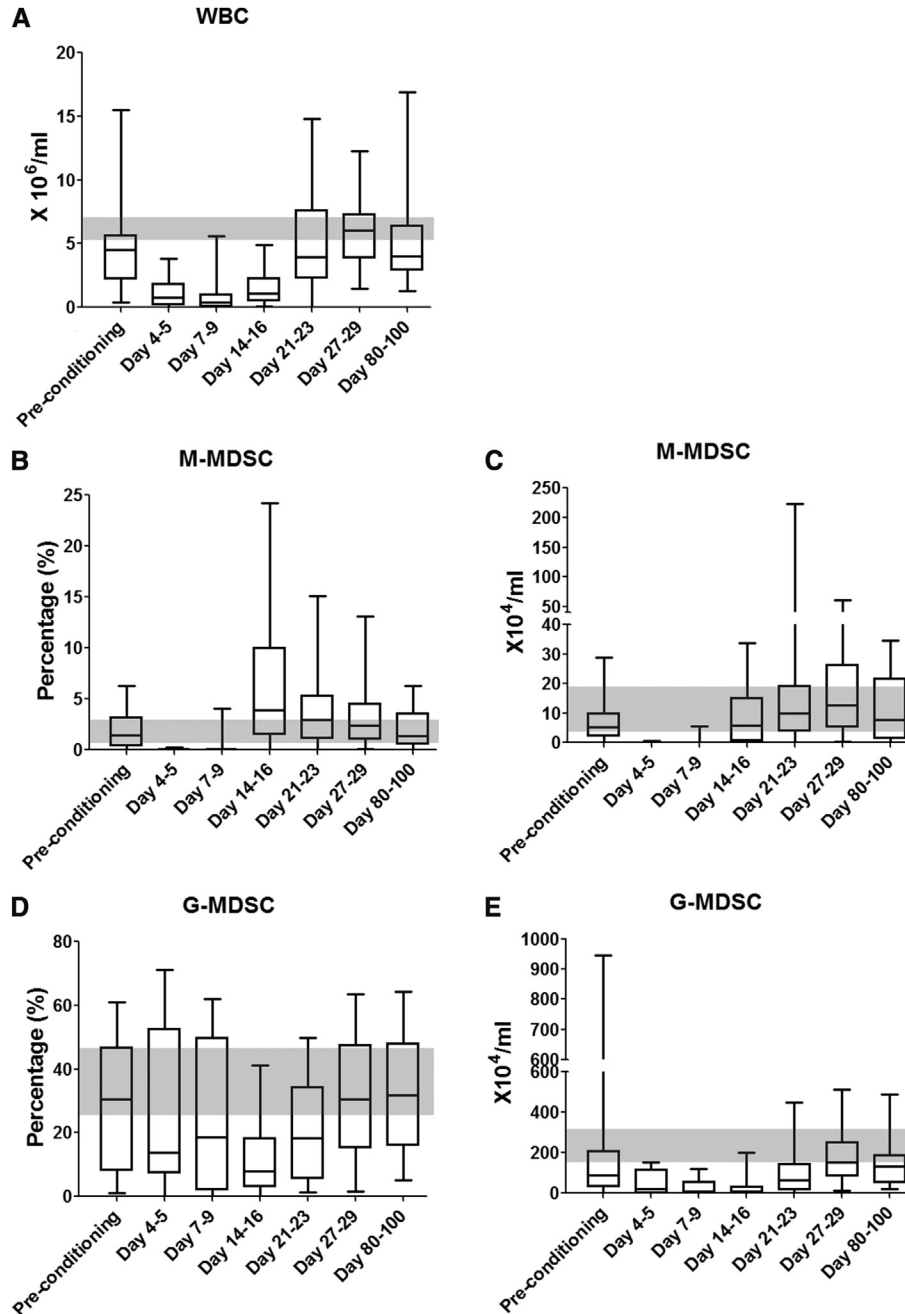 A
WBC
X 10⁶/ml
20
15
10
5
0
Pre-conditioning
Day 4-5
Day 7-9
Day 14-16
Day 21-23
Day 27-29
Day 80-100
B
M-MDSC
Percentage (%)
25
20
15
10
5
0
Pre-conditioning
Day 4-5
Day 7-9
Day 14-16
Day 21-23
Day 27-29
Day 80-100
C
M-MDSC
X10⁴/ml
250
200
150
100
50
40
30
20
10
0
Pre-conditioning
Day 4-5
Day 7-9
Day 14-16
Day 21-23
Day 27-29
Day 80-100
D
G-MDSC
Percentage (%)
80
60
40
20
0
Pre-conditioning
Day 4-5
Day 7-9
Day 14-16
Day 21-23
Day 27-29
Day 80-100
E
G-MDSC
X10⁴/ml
1000
900
800
700
600
600
400
200
0
Pre-conditioning
Day 4-5
Day 7-9
Day 14-16
Day 21-23
Day 27-29
Day 80-100